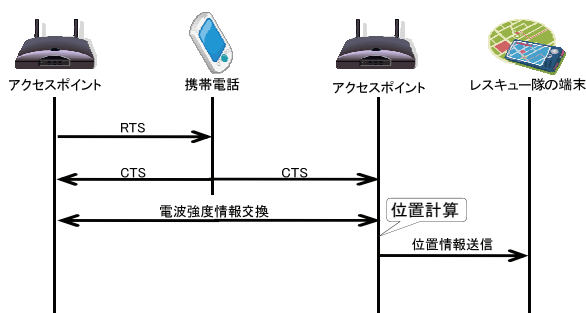 アクセスポイント
携帯電話
アクセスポイント
レスキュー隊の端末
RTS
CTS
CTS
電波強度情報交換
位置計算
位置情報送信